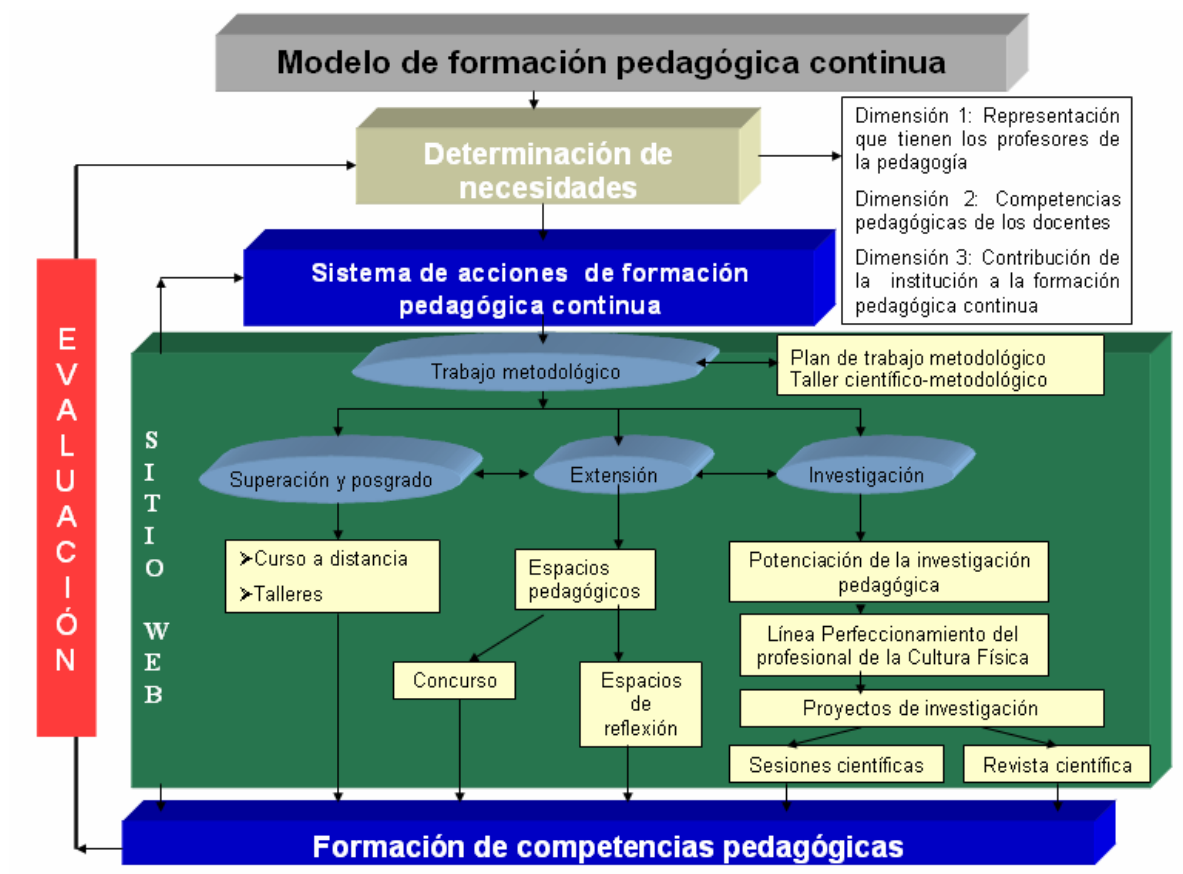 Modelo de formación pedagógica continua
Determinación de
necesidades
Dimensión 1: Representación
que tienen los profesores de
la pedagogía
Dimensión 2: Competencias
pedagógicas de los docentes
Dimensión 3: Contribución de
la institución a la formación
pedagógica continua
Sistema de acciones de formación
pedagógica continua
EVALUACIÓN
SITIO WEB
Trabajo metodológico
Plan de trabajo metodológico
Taller científico-metodológico
Superación y posgrado
Extensión
Investigación
➢Curso a distancia
➢Talleres
Espacios
pedagógicos
Concurso
Espacios
de
reflexión
Potenciación de la investigación
pedagógica
Línea Perfeccionamiento del
profesional de la Cultura Física
Proyectos de investigación
Sesiones científicas
Revista científica
Formación de competencias pedagógicas